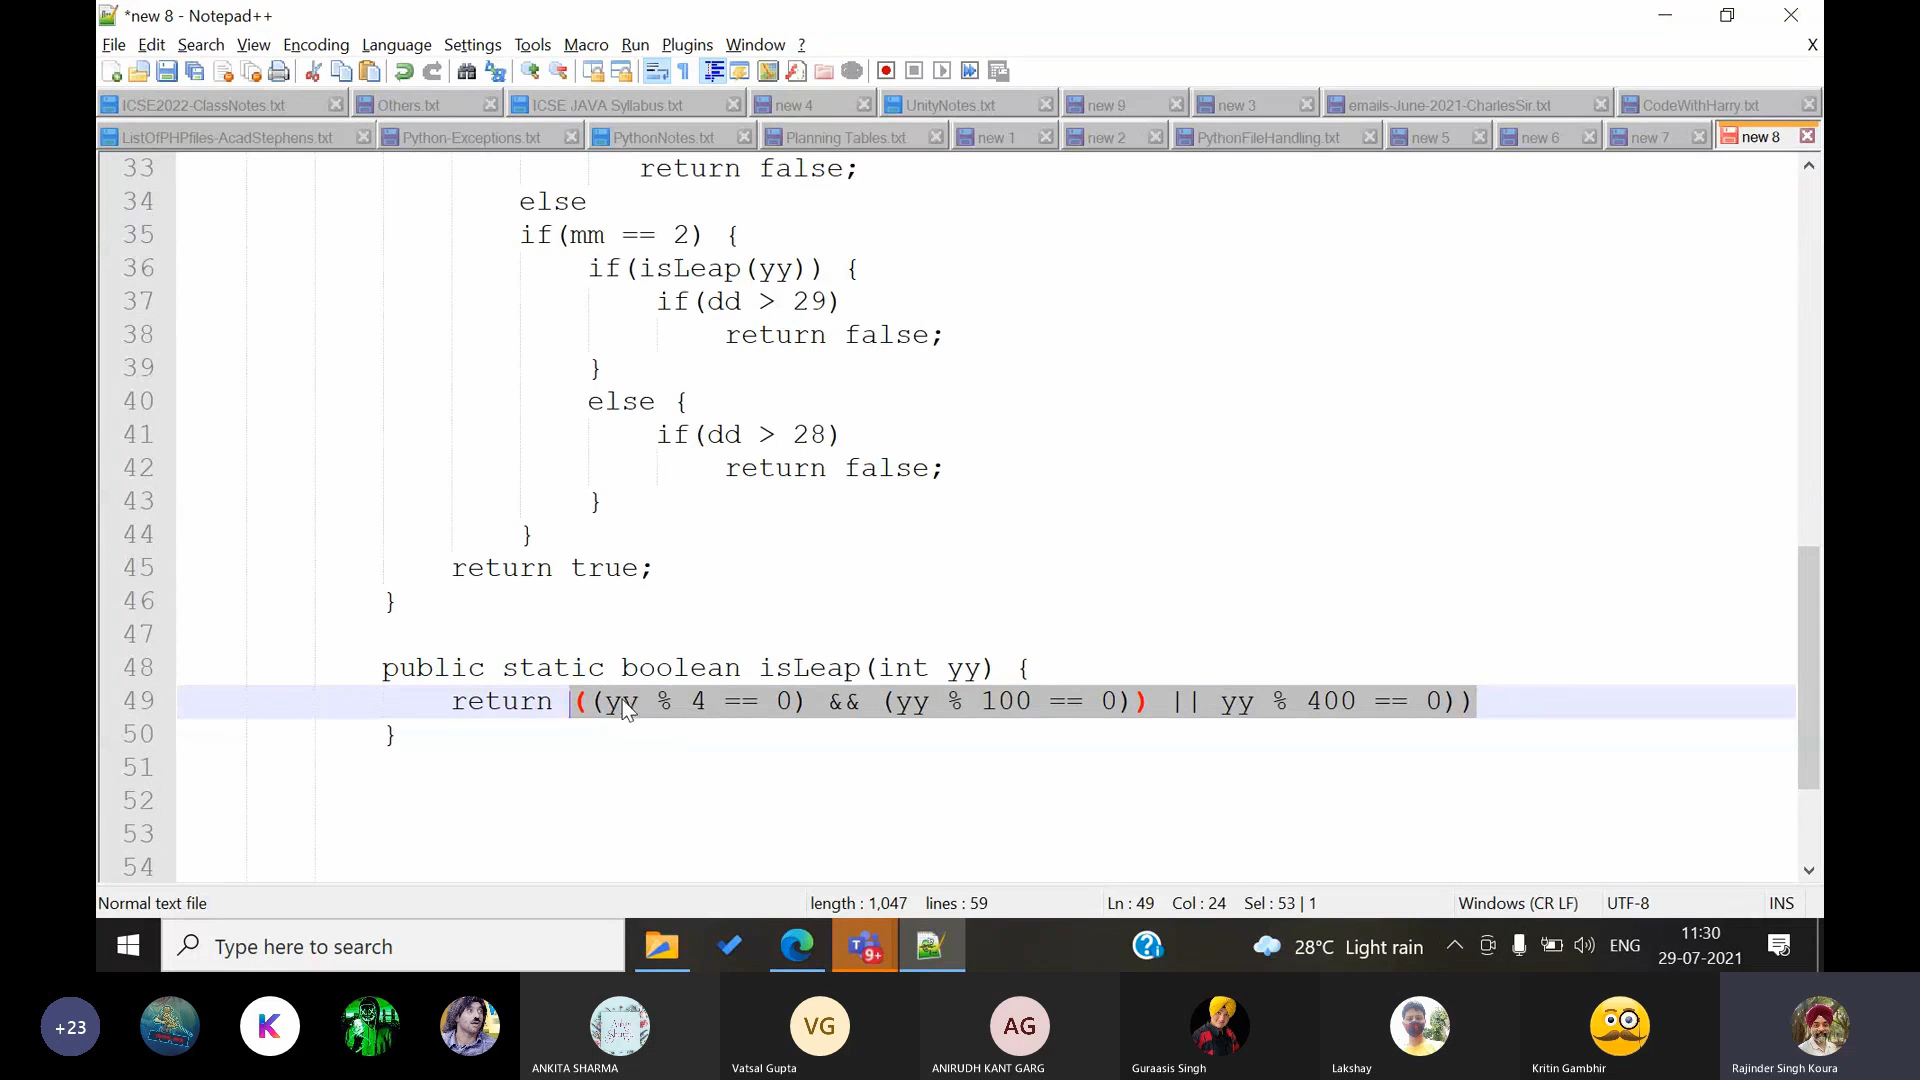 *new 8 - Notepad++
File Edit Search View Encoding Language Settings Tools Macro Run Plugins Window ? X
ICSE2022-ClassNotes.txt Others.txt ICSE JAVA Syllabus.txt new 4 UnityNotes.txt new 9 new 3 emails-June-2021-CharlesSir.txt CodeWithHarry.txt
ListOfPHPfiles-AcadStephens.txt Python-Exceptions.txt PythonNotes.txt Planning Tables.txt new 1 new 2 PythonFileHandling.txt new 5 new 6 new 7 new 8
33 return false;
34 else
35 if(mm == 2) {
36 if(isLeap(yy)) {
37 if(dd > 29)
38 return false;
39 }
40 else {
41 if(dd > 28)
42 return false;
43 }
44 }
45 return true;
46 }
47
48 public static boolean isLeap(int yy) {
49 return ((yy % 4 == 0) && (yy % 100 == 0)) || yy % 400 == 0))
50 }
51
52
53
54
Normal text file length : 1,047 lines : 59 Ln : 49 Col : 24 Sel : 53 | 1 Windows (CR LF) UTF-8 INS
Type here to search 9+ 28°C Light rain ENG 11:30
29-07-2021
+23 K VG AG
ANKITA SHARMA Vatsal Gupta ANIRUDH KANT GARG Guraasis Singh Lakshay Kritin Gambhir Rajinder Singh Koura